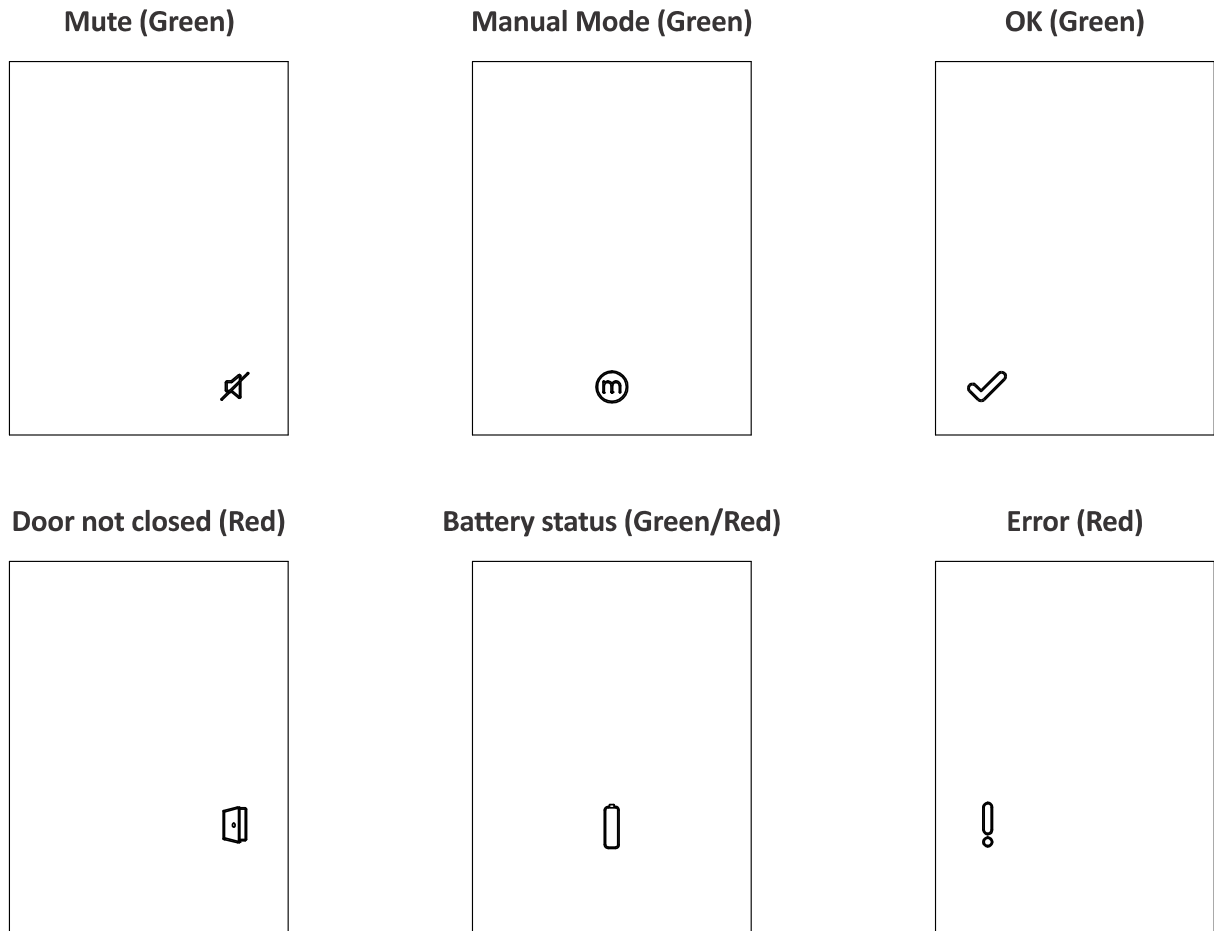 Mute (Green)
Manual Mode (Green)
OK (Green)
m
Door not closed (Red)
Battery status (Green/Red)
Error (Red)